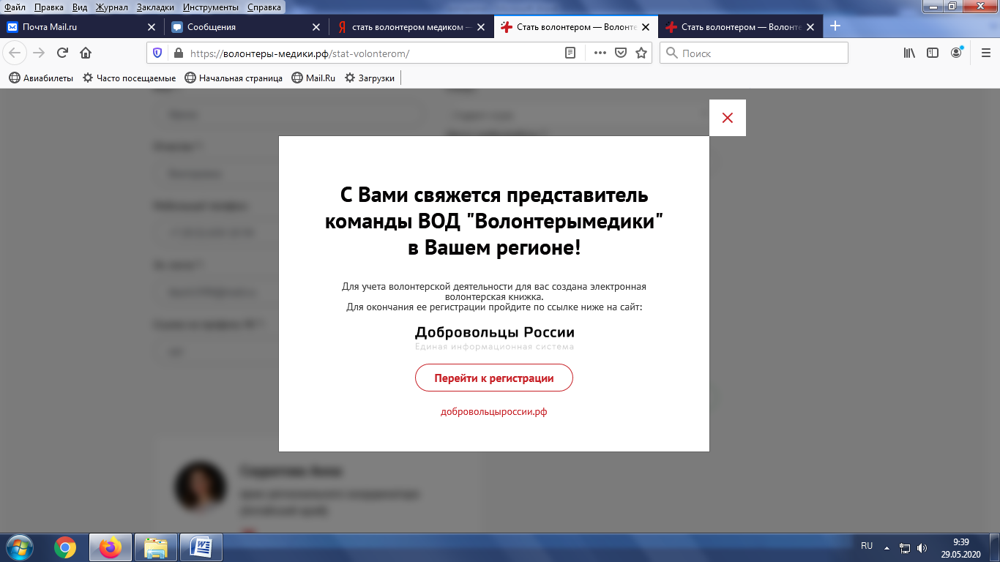 Файл Правка Вид Журнал Закладки Инструменты Справка
Почта Mail.ru
Сообщения
стать волонтером медиком —
Стать волонтером — Волонте
Стать волонтером — Волонте
https://волонтеры-медики.рф/stat-volonterom/
Поиск
Авиабилеты Часто посещаемые Начальная страница Mail.Ru Загрузки
С Вами свяжется представитель
команды ВОД "Волонтерымедики"
в Вашем регионе!
Для учета волонтерской деятельности для вас создана электронная
волонтерская книжка.
Для окончания ее регистрации пройдите по ссылке ниже на сайт:
Добровольцы России
Единая информационная система
Перейти к регистрации
добровольцыроссии.рф
RU
9:39
29.05.2020